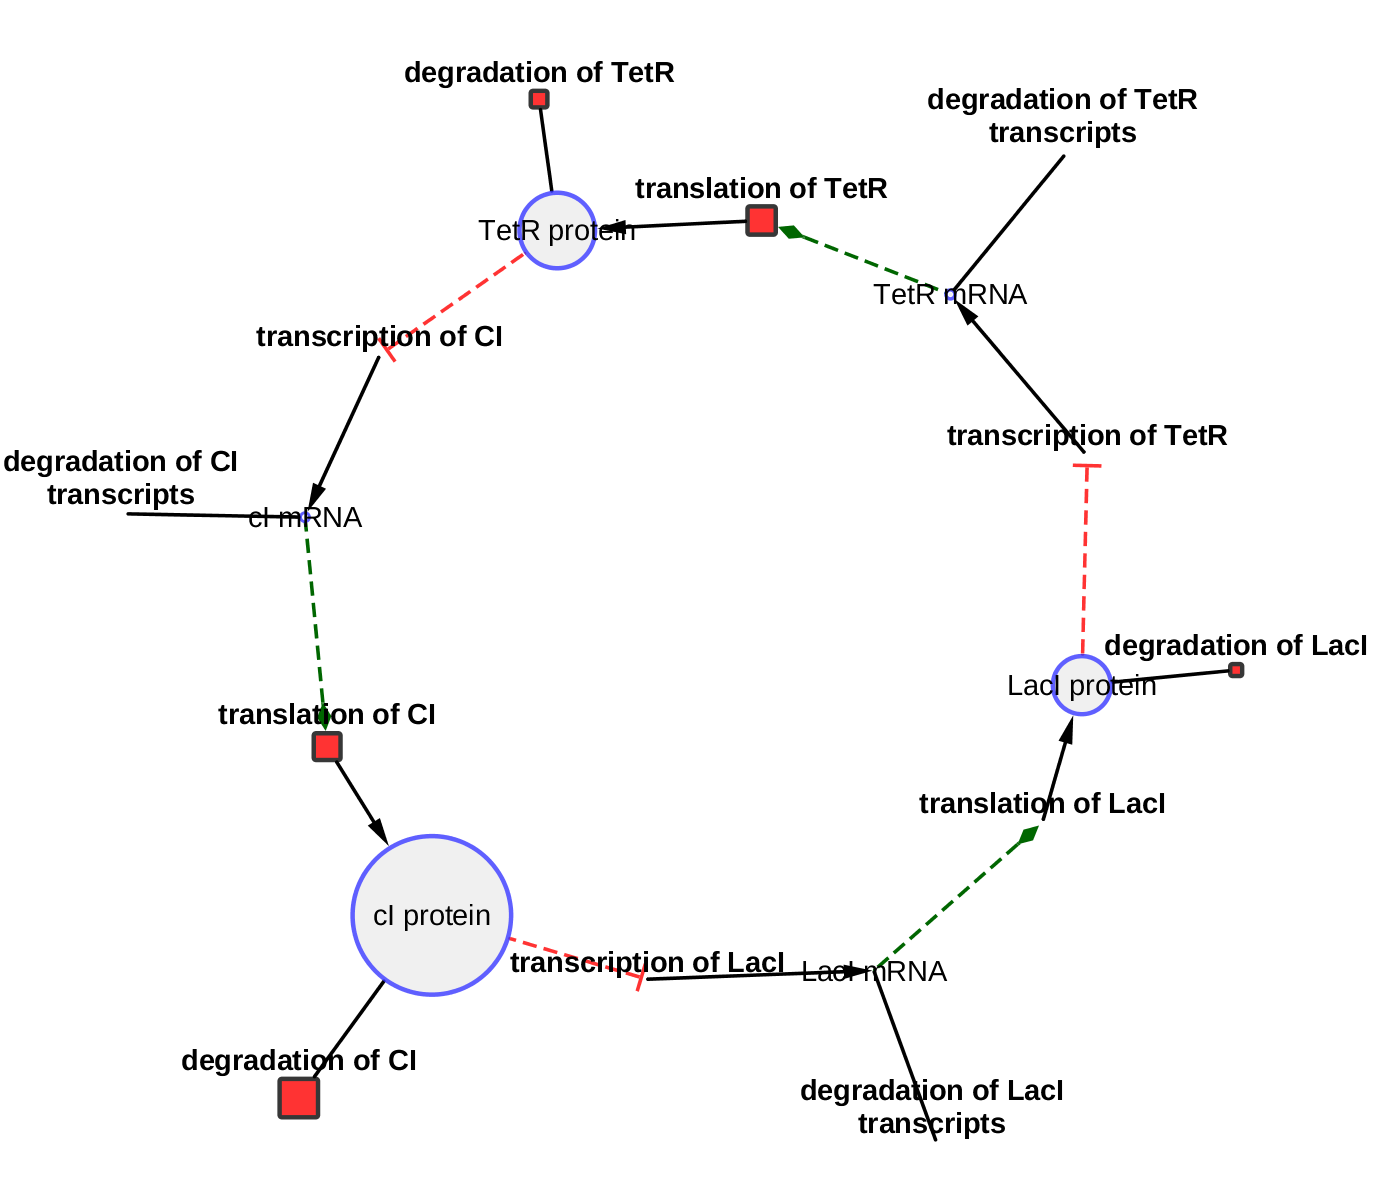 degradation of TetR
degradation of TetR
transcripts
translation of TetR
TetR protein
TetR mRNA
transcription of CI
transcription of TetR
degradation of CI
transcripts
cI mRNA
degradation of LacI
LacI protein
translation of CI
translation of LacI
cI protein
transcription of LacI
LacI mRNA
degradation of CI
degradation of LacI
transcripts